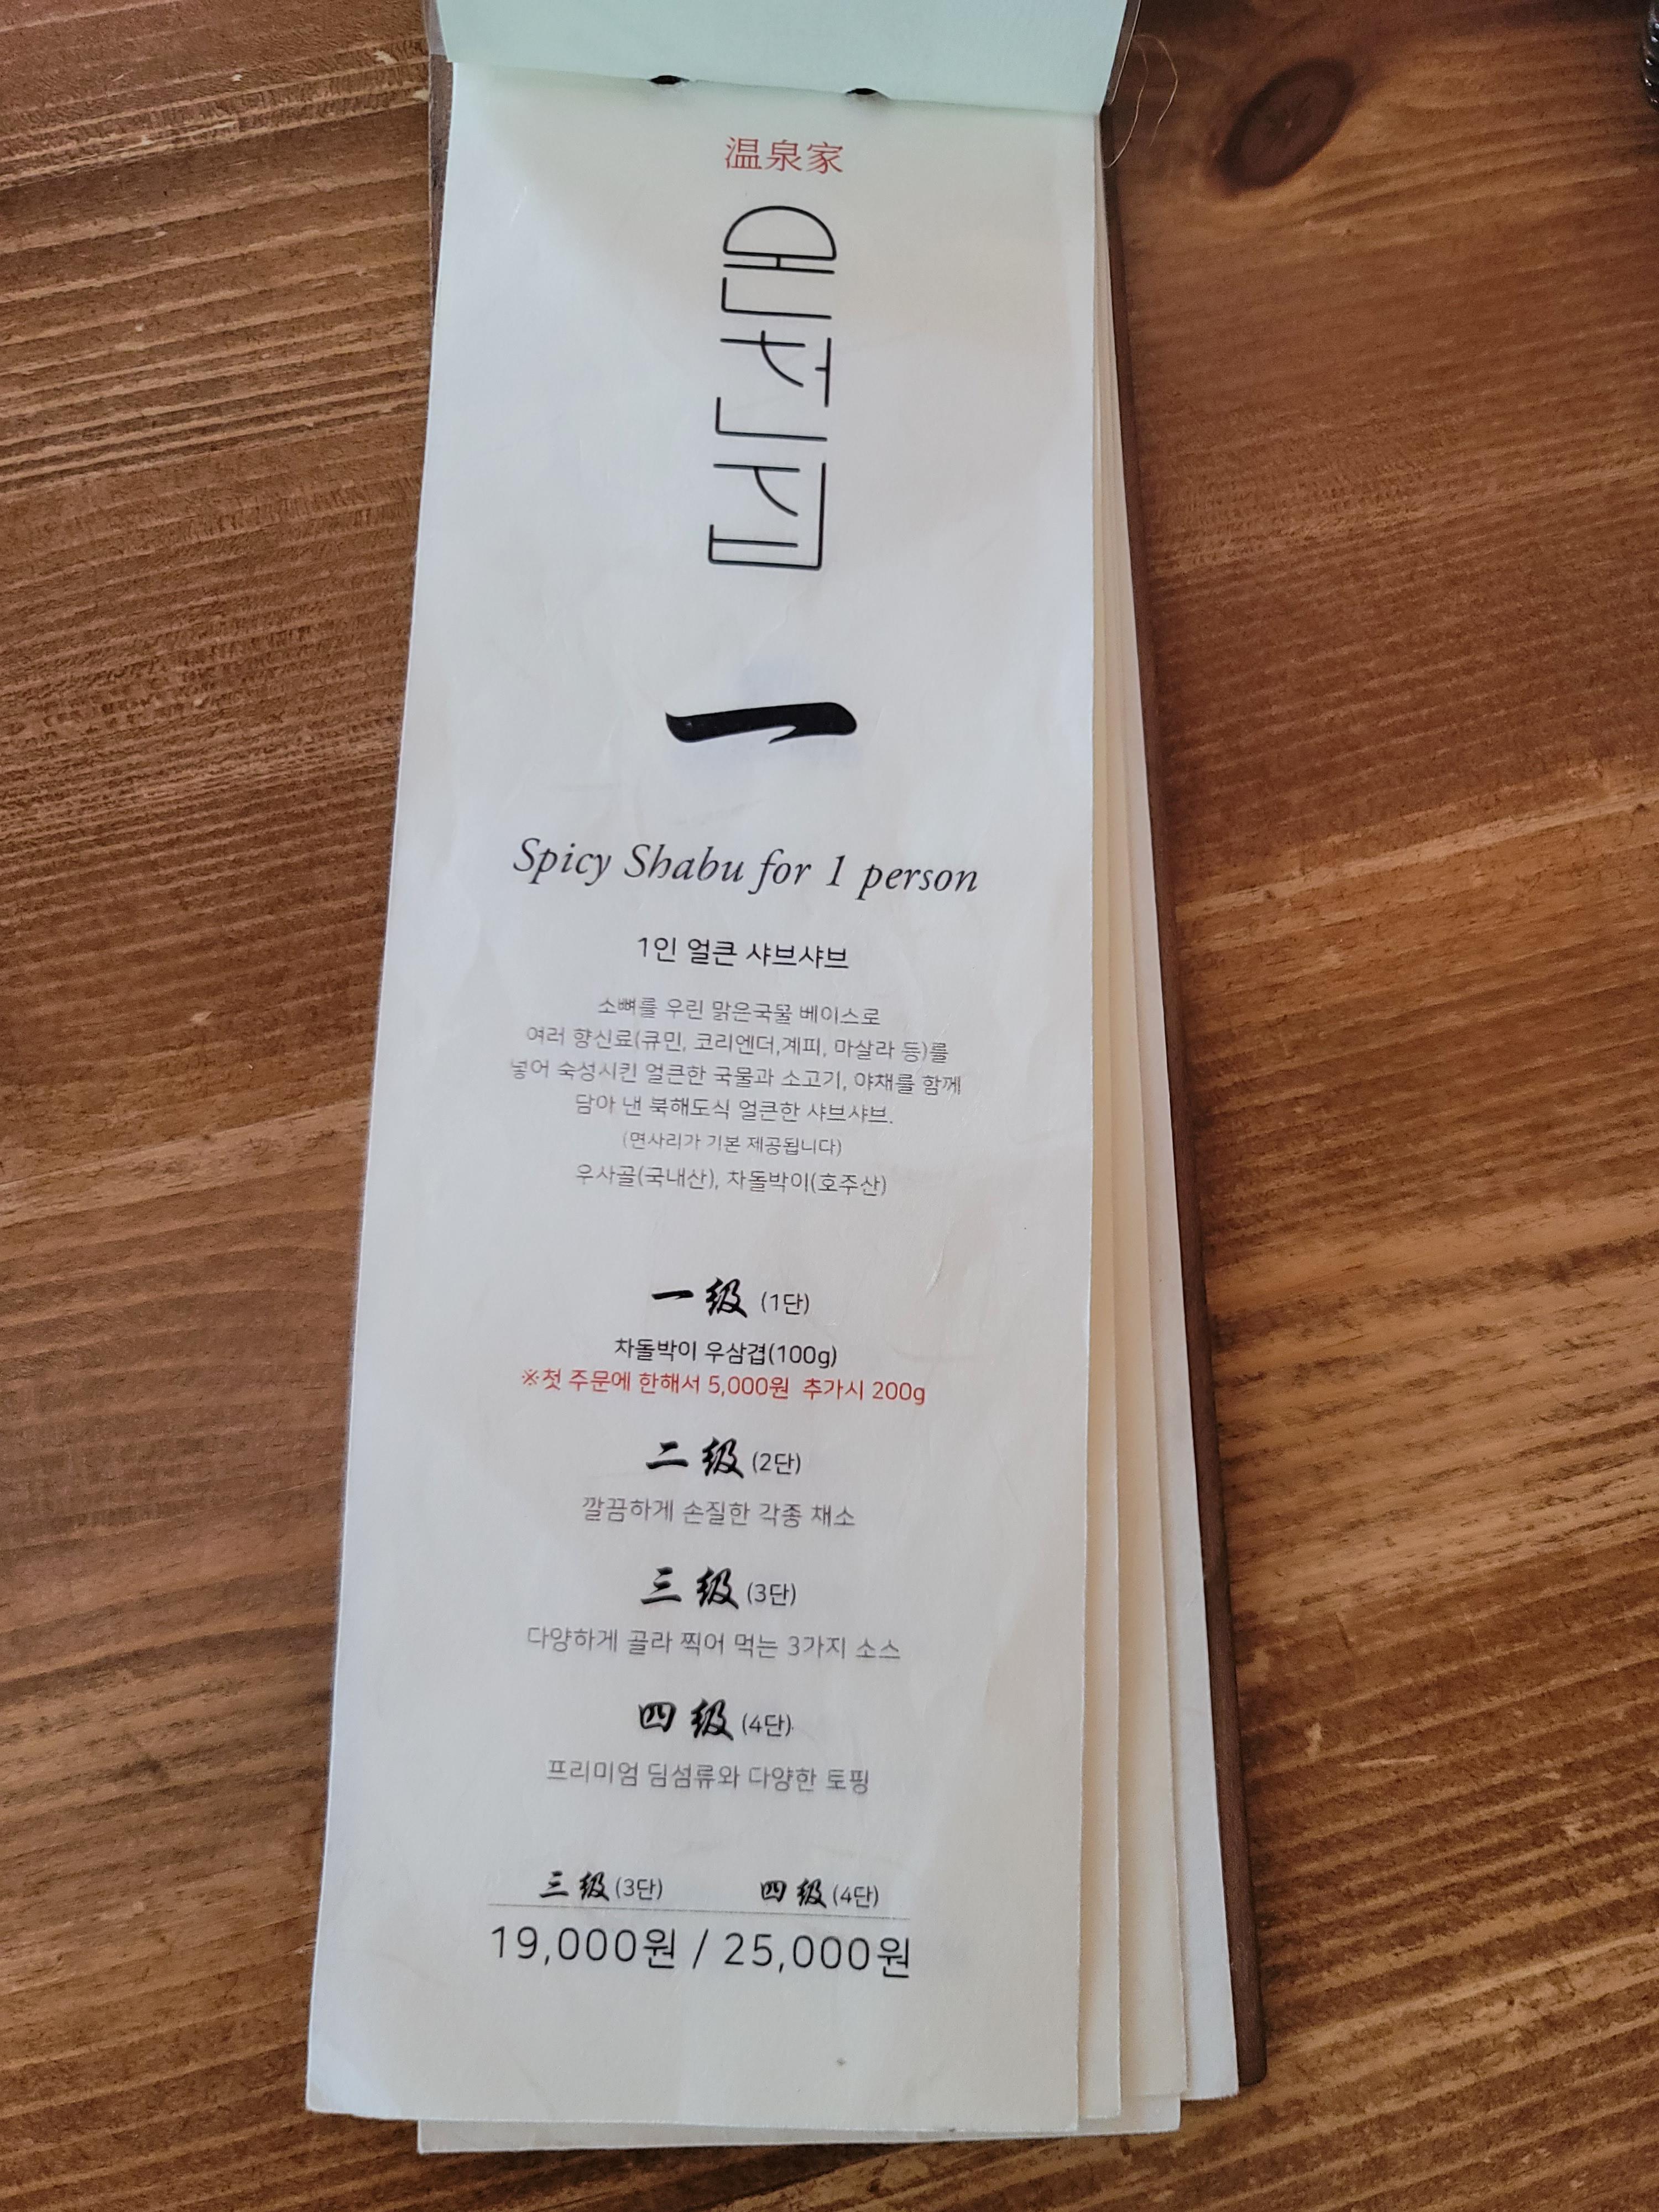 温泉家
온천집
一
Spicy Shabu for 1 person
1인 얼큰 샤브샤브
소뼈를 우린 맑은국물 베이스로
여러 향신료(큐민, 코리엔더,계피, 마살라 등)를
넣어 숙성시킨 얼큰한 국물과 소고기, 야채를 함께
담아 낸 북해도식 얼큰한 샤브샤브.
(면사리가 기본 제공됩니다)
우사골(국내산), 차돌박이(호주산)
一级 (1단)
차돌박이 우삼겹(100g)
※첫 주문에 한해서 5,000원 추가시 200g
二级 (2단)
깔끔하게 손질한 각종 채소
三级 (3단)
다양하게 골라 찍어 먹는 3가지 소스
四级 (4단)
프리미엄 딤섬류와 다양한 토핑
三级 (3단) 四级 (4단)
19,000원 / 25,000원